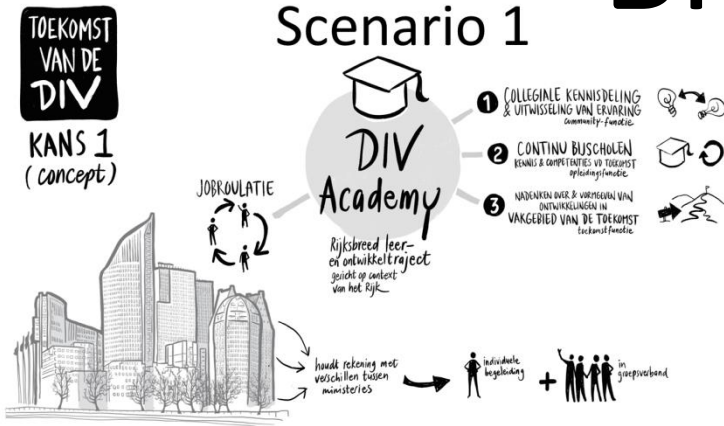 Scenario 1
TOEKOMST
VAN DE
DIV
KANS 1
(concept)
JOBROULATIE
DIV
Academy
Rijksbreed leer-
en ontwikkeltraject
gericht op context
van het Rijk
1 COLLEGIALE KENNISDELING
& UITWISSELING VAN ERVARING
community-functie
2 CONTINU BIJSCHOLEN
KENNIS & COMPETENTIES VD TOEKOMST
opleidingsfunctie
3 NADENKEN OVER & VORMGEVEN VAN
ONTWIKKELINGEN IN
VAKGEBIED VAN DE TOEKOMST
toekomstfunctie
houdt rekening met
verschillen tussen
ministeries
individuele
begeleiding
+
in
groepsverband